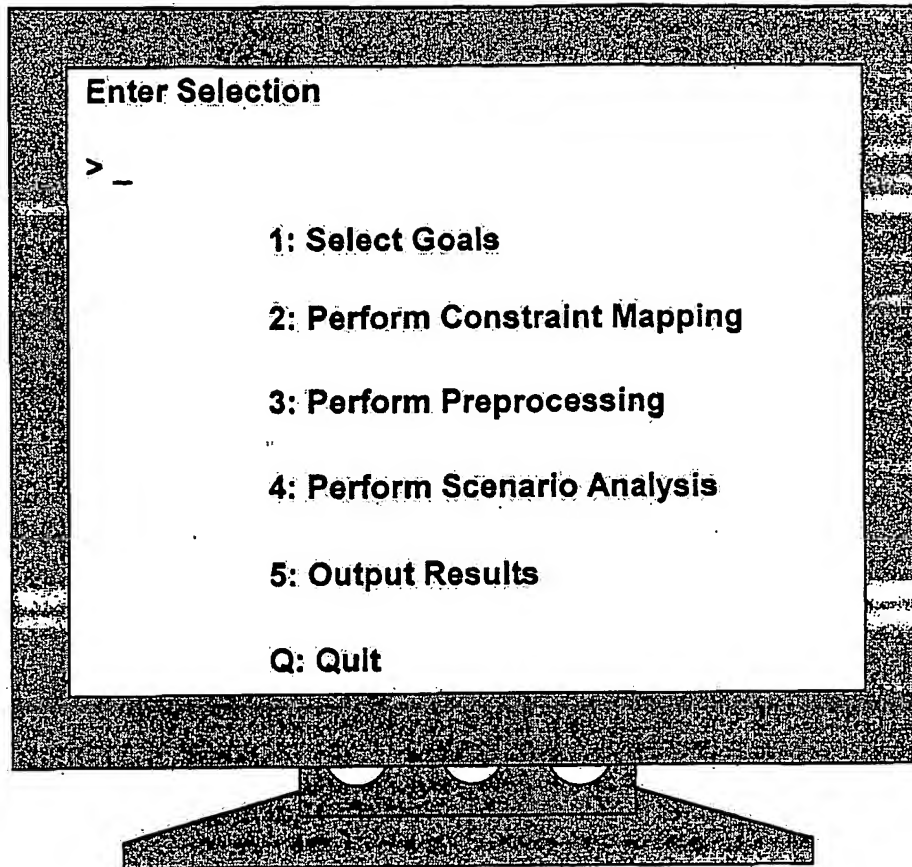 Enter Selection
> _
1: Select Goals
2: Perform Constraint Mapping
3: Perform Preprocessing
4: Perform Scenario Analysis
5: Output Results
Q: Quit